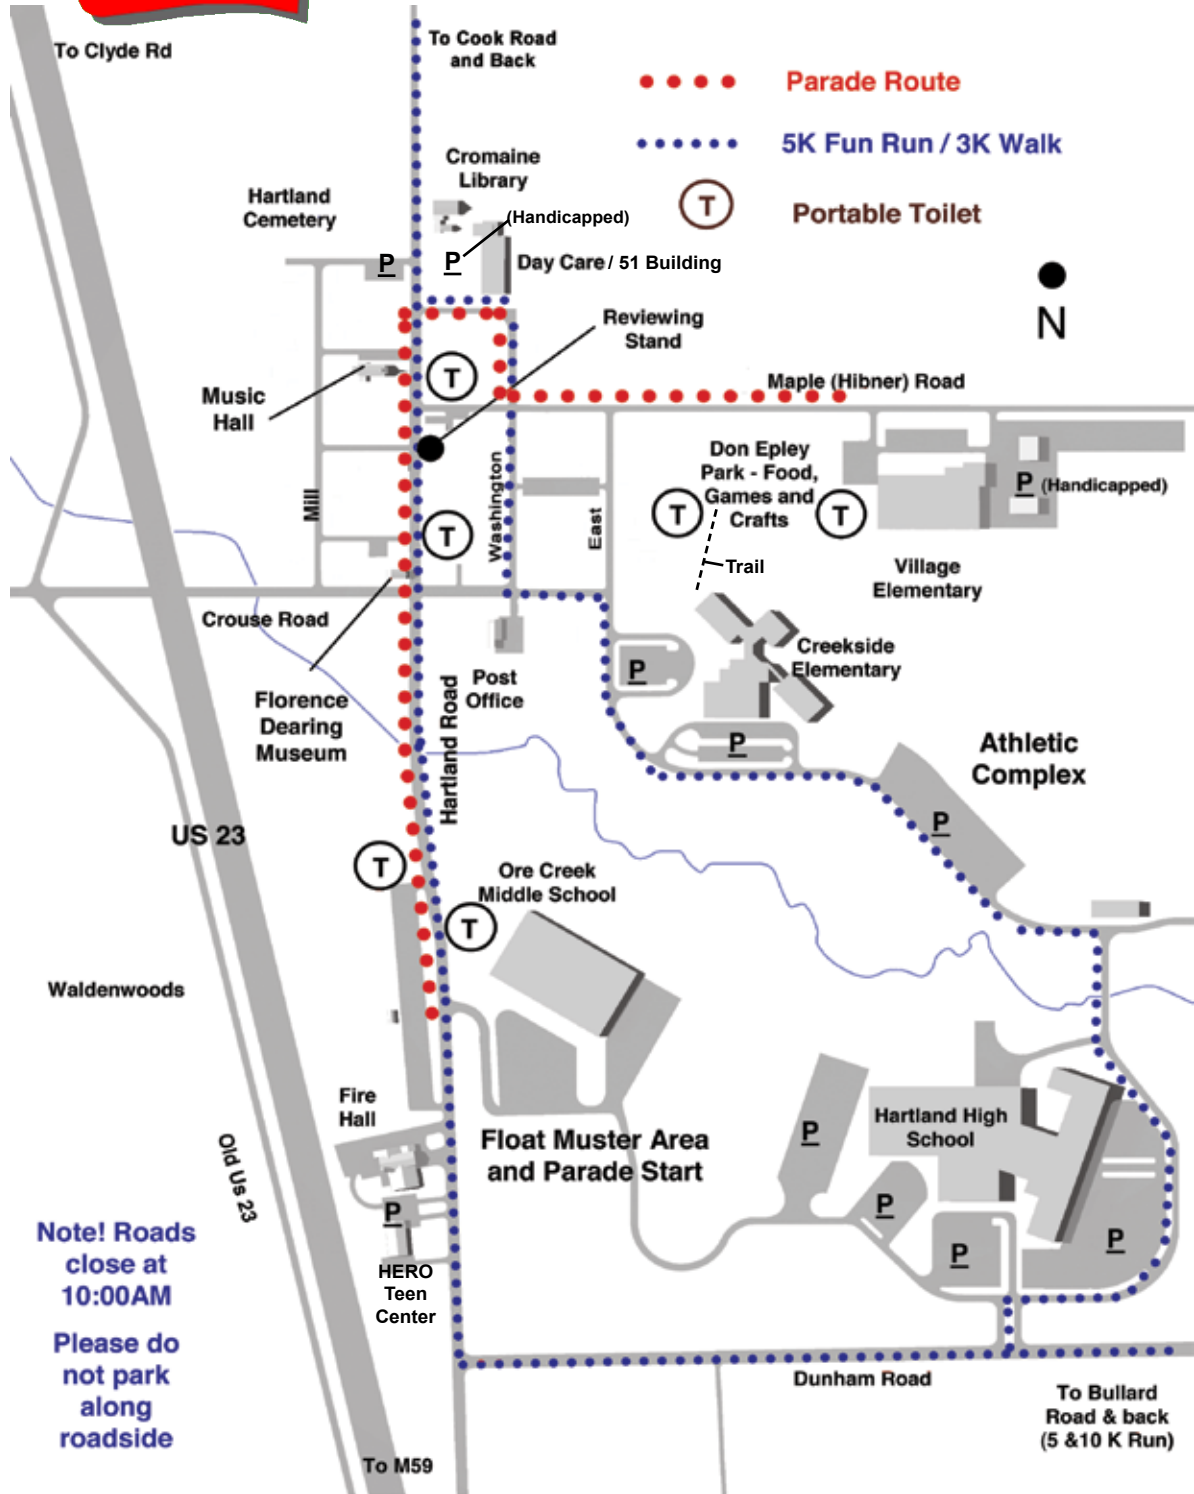 To Clyde Rd
To Cook Road
and Back
Parade Route
5K Fun Run / 3K Walk
T
Portable Toilet
Cromaine
Library
(Handicapped)
Hartland
Cemetery
P
P
Day Care / 51 Building
N
Reviewing
Stand
T
Music
Hall
Maple (Hibner) Road
Don Epley
Park - Food,
Games and
Crafts
T
T
P
(Handicapped)
Mill
Washington
East
T
Trail
Village
Elementary
Crouse Road
Creekside
Elementary
P
Post
Office
Florence
Dearing
Museum
Hartland Road
P
Athletic
Complex
US 23
P
T
Ore Creek
Middle School
T
Waldenwoods
Fire
Hall
Float Muster Area
and Parade Start
P
Hartland High
School
Old Us 23
P
P
P
P
HERO
Teen
Center
Note! Roads
close at
10:00AM
Please do
not park
along
roadside
Dunham Road
To Bullard
Road & back
(5 &10 K Run)
To M59